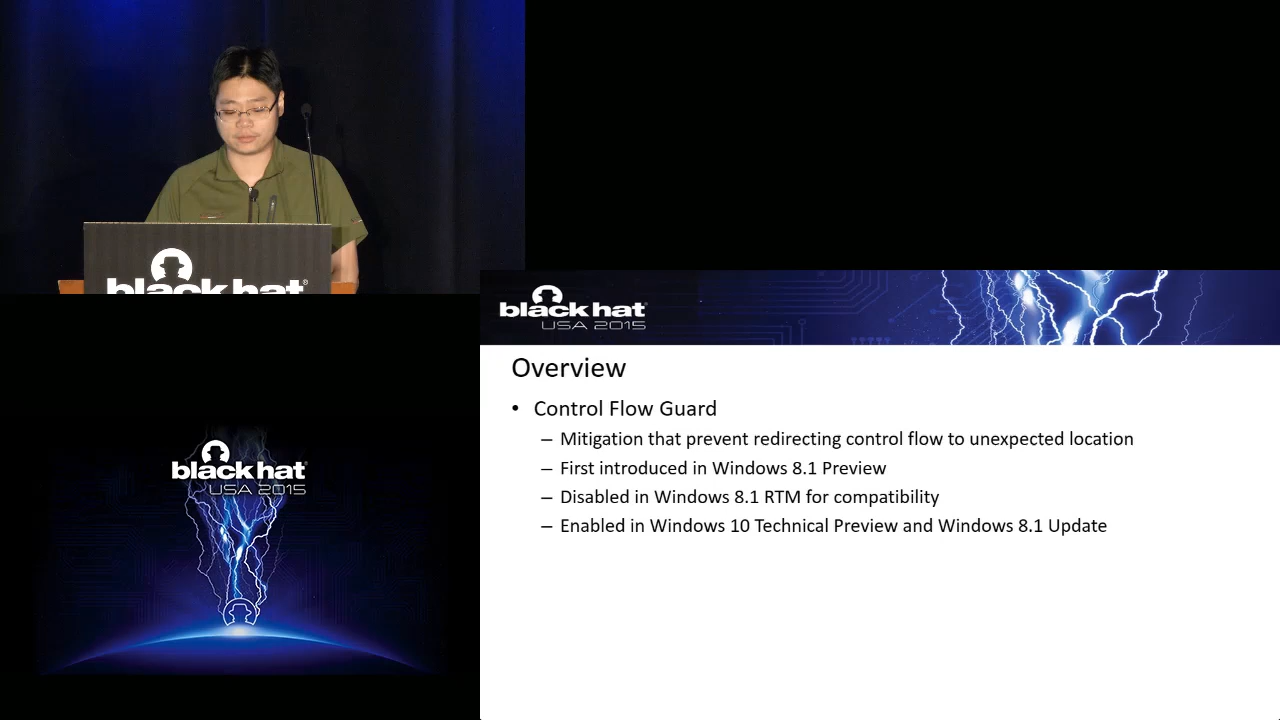 black hat
black hat
USA 2015
Overview
• Control Flow Guard
– Mitigation that prevent redirecting control flow to unexpected location
– First introduced in Windows 8.1 Preview
– Disabled in Windows 8.1 RTM for compatibility
– Enabled in Windows 10 Technical Preview and Windows 8.1 Update
black hat
USA 2015